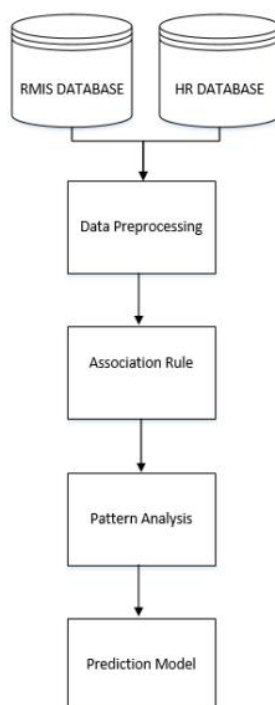 RMIS DATABASE
HR DATABASE
Data Preprocessing
Association Rule
Pattern Analysis
Prediction Model